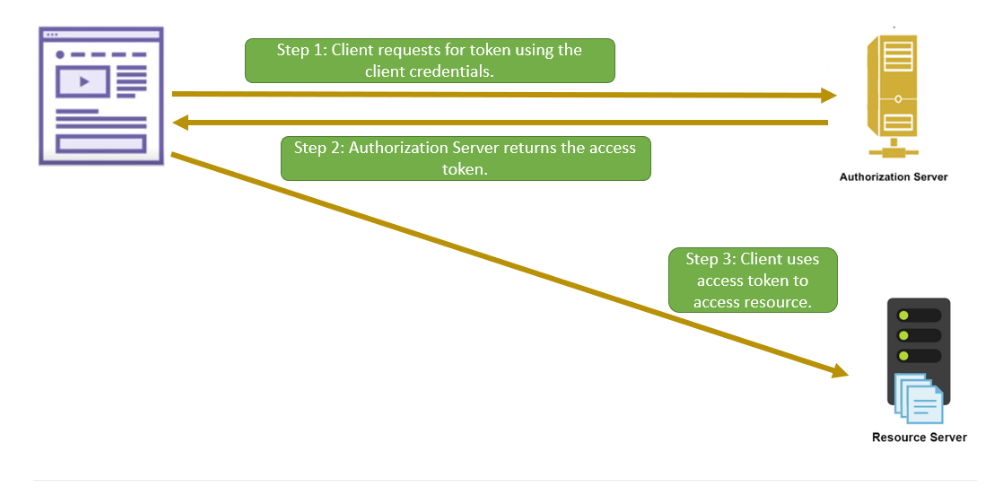 Step 1: Client requests for token using the
client credentials.
Step 2: Authorization Server returns the access
token.
Authorization Server
Step 3: Client uses
access token to
access resource.
Resource Server